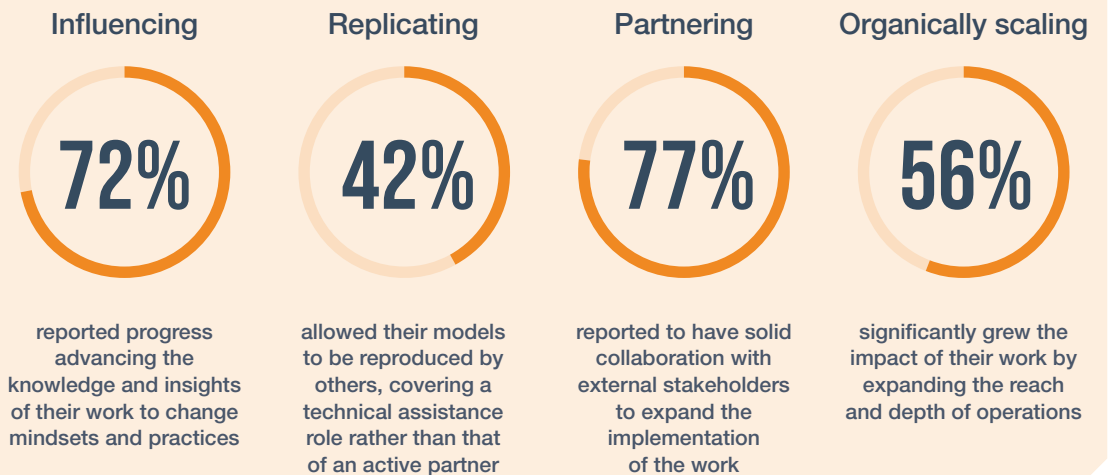 Influencing
72%
reported progress
advancing the
knowledge and insights
of their work to change
mindsets and practices
Replicating
42%
allowed their models
to be reproduced by
others, covering a
technical assistance
role rather than that
of an active partner
Partnering
77%
reported to have solid
collaboration with
external stakeholders
to expand the
implementation
of the work
Organically scaling
56%
significantly grew the
impact of their work by
expanding the reach
and depth of operations